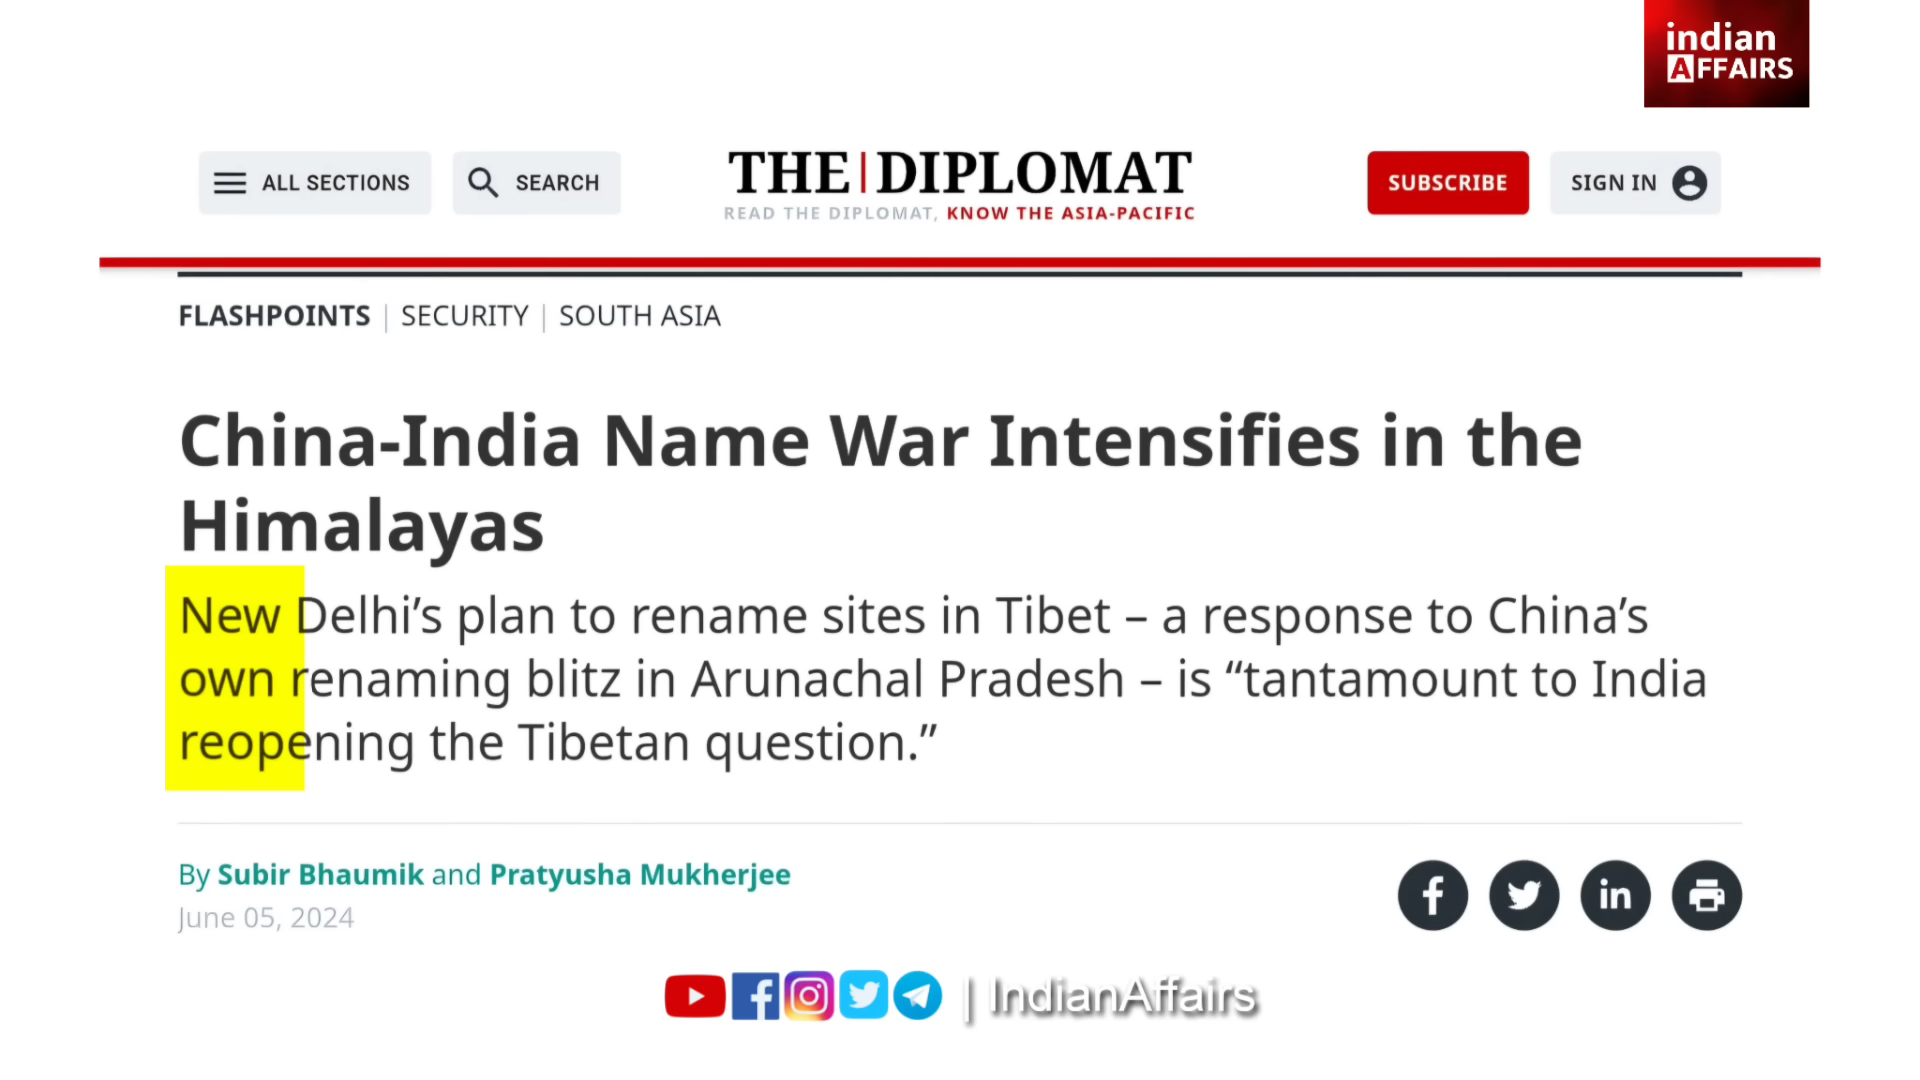 indian
AFFAIRS
ALL SECTIONS
SEARCH
THE|DIPLOMAT
READ THE DIPLOMAT, KNOW THE ASIA-PACIFIC
SUBSCRIBE
SIGN IN
FLASHPOINTS | SECURITY | SOUTH ASIA
China-India Name War Intensifies in the
Himalayas
New Delhi’s plan to rename sites in Tibet – a response to China’s
own renaming blitz in Arunachal Pradesh – is “tantamount to India
reopening the Tibetan question.”
By Subir Bhaumik and Pratyusha Mukherjee
June 05, 2024
| IndianAffairs